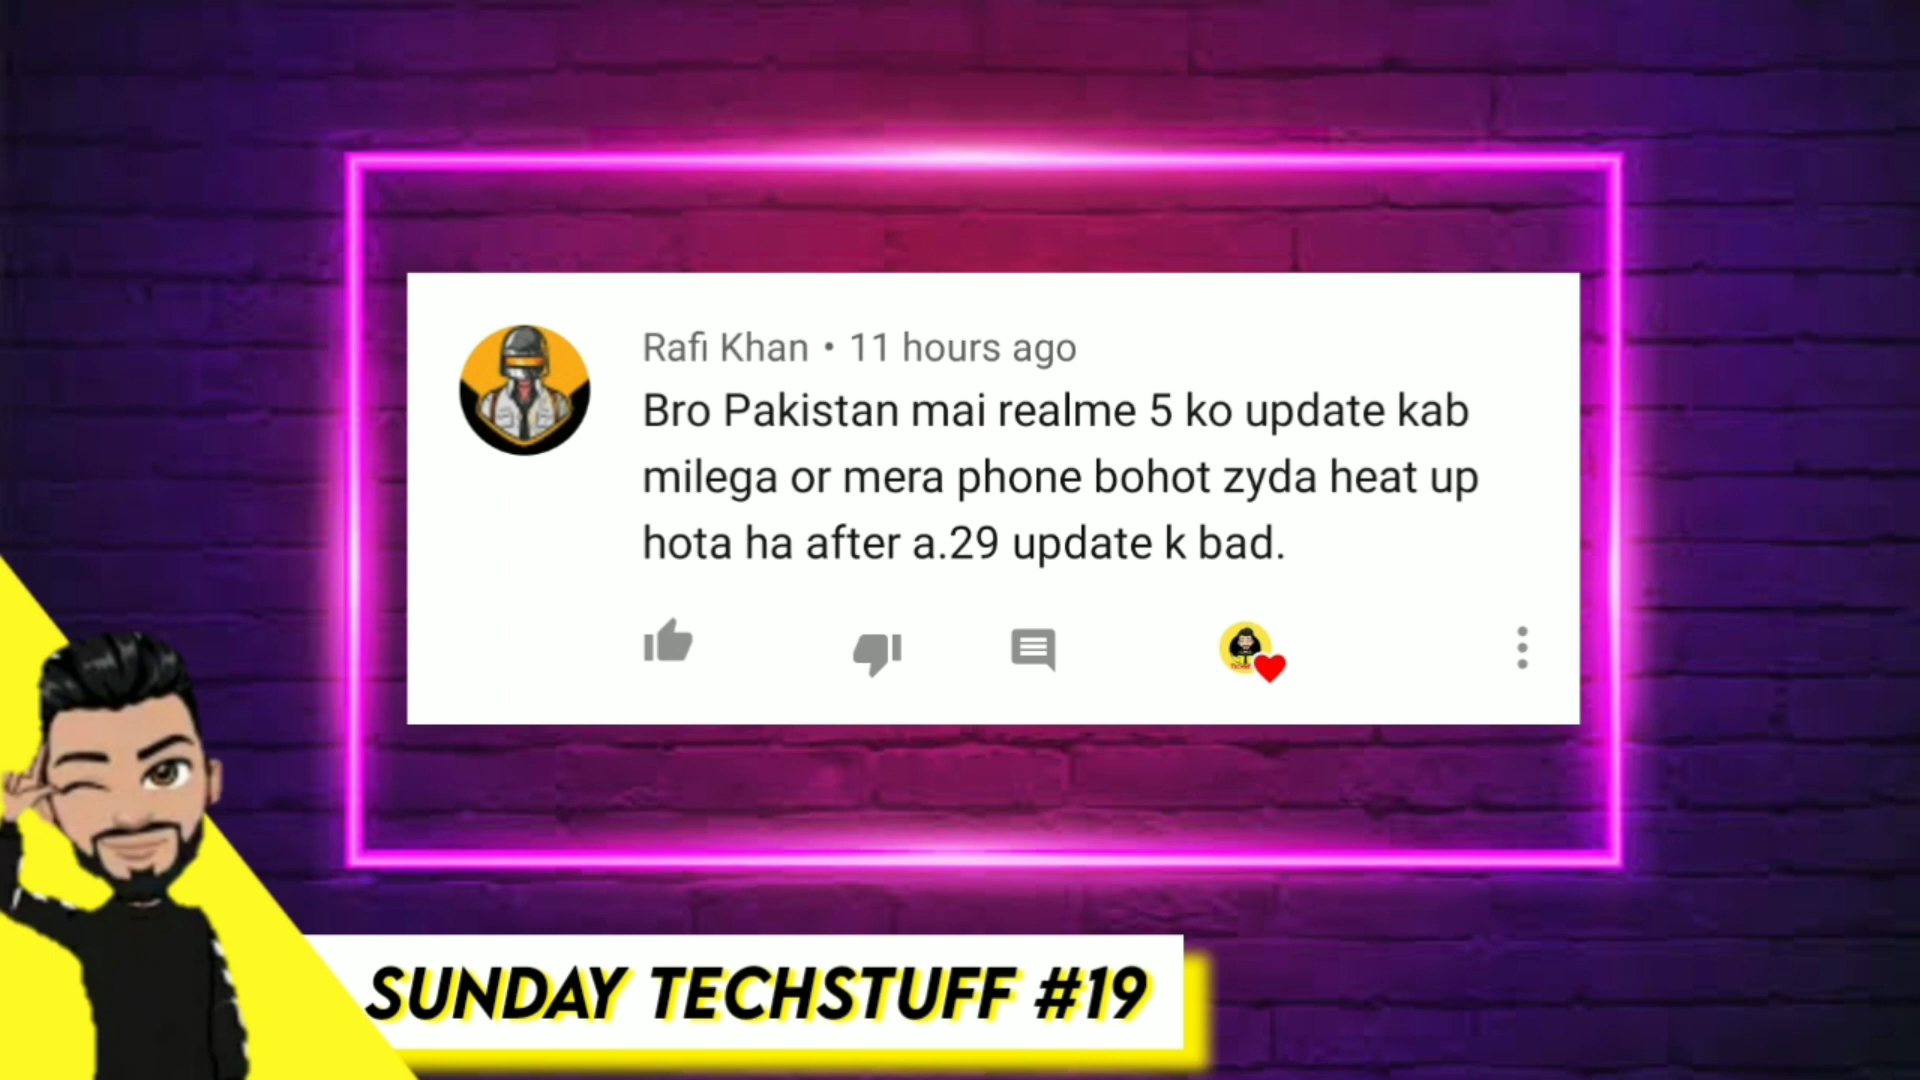 Rafi Khan • 11 hours ago
Bro Pakistan mai realme 5 ko update kab
milega or mera phone bohot zyda heat up
hota ha after a.29 update k bad.
SUNDAY TECHSTUFF #19